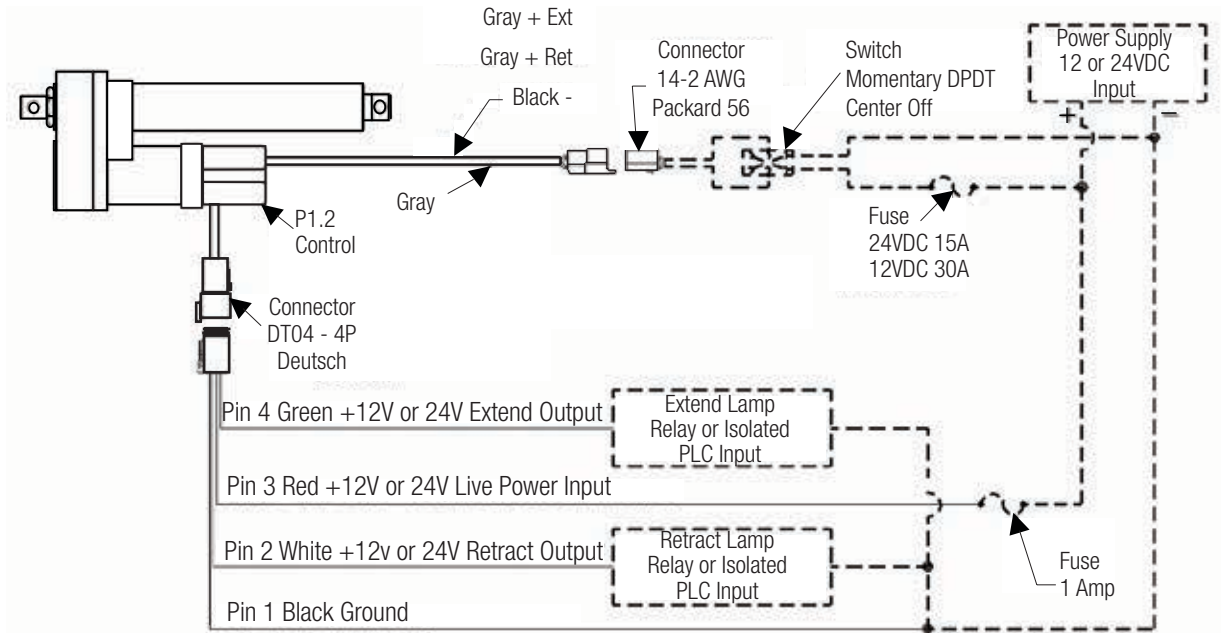 Gray + Ext
Gray + Ret
Black -
Gray
Connector
14-2 AWG
Packard 56
Switch
Momentary DPDT
Center Off
Power Supply
12 or 24VDC
Input
+
−
Fuse
24VDC 15A
12VDC 30A
P1.2
Control
Connector
DT04 - 4P
Deutsch
Pin 4 Green +12V or 24V Extend Output
Extend Lamp
Relay or Isolated
PLC Input
Pin 3 Red +12V or 24V Live Power Input
Pin 2 White +12v or 24V Retract Output
Retract Lamp
Relay or Isolated
PLC Input
Fuse
1 Amp
Pin 1 Black Ground